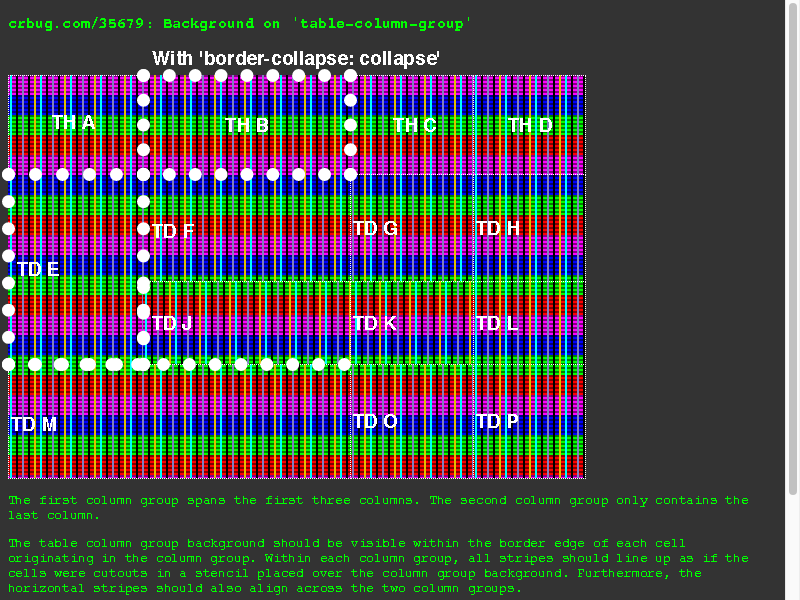 crbug.com/35679: Background on 'table-column-group'
With 'border-collapse: collapse'
TH A TH B TH C TH D
TD E TD F TD G TD H
TD J TD K TD L
TD M TD O TD P
The first column group spans the first three columns. The second column group only contains the
last column.
The table column group background should be visible within the border edge of each cell
originating in the column group. Within each column group, all stripes should line up as if the
cells were cutouts in a stencil placed over the column group background. Furthermore, the
horizontal stripes should also align across the two column groups.